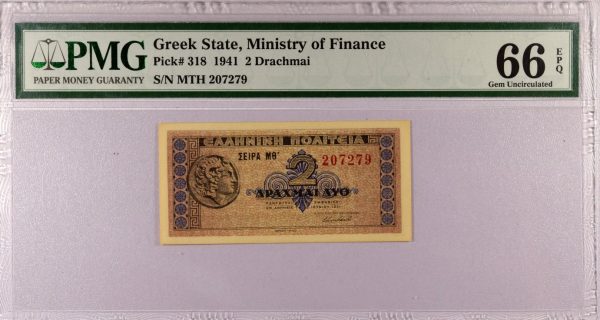 PMG
PAPER MONEY GUARANTY
Greek State, Ministry of Finance
Pick# 318 1941 2 Drachmai
S/N MTH 207279
66 EPQ
Gem Uncirculated
ΕΛΛΗΝΙΚΗ ΠΟΛΙΤΕΙΑ
ΣΕΙΡΑ ΜΘ'
207279
2
ΔΡΑΧΜΑΙ ΔΥΟ